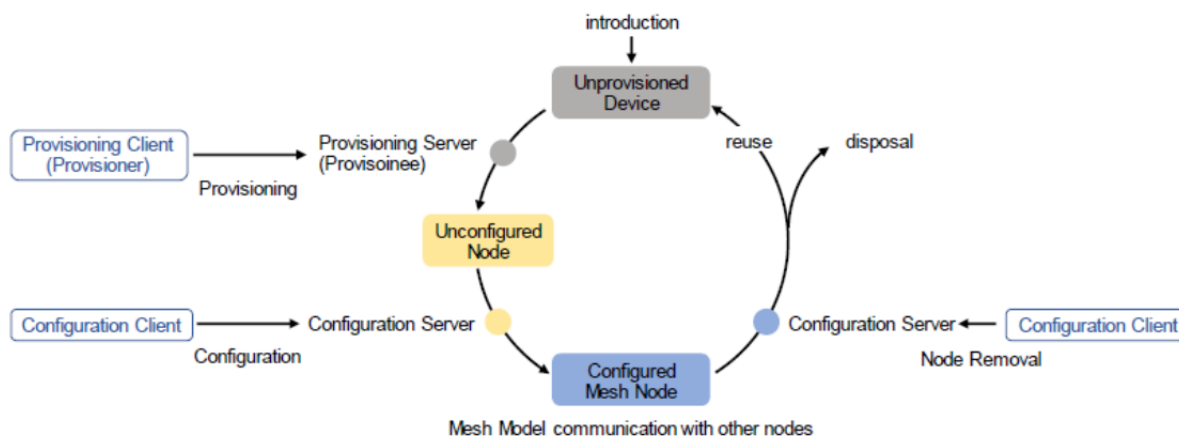 introduction
Unprovisioned
Device
Provisioning Client
(Provisioner)
Provisioning
Provisioning Server
(Provisoinee)
reuse
disposal
Unconfigured
Node
Configuration Client
Configuration
Configuration Server
Configuration Server
Configuration Client
Node Removal
Configured
Mesh Node
Mesh Model communication with other nodes